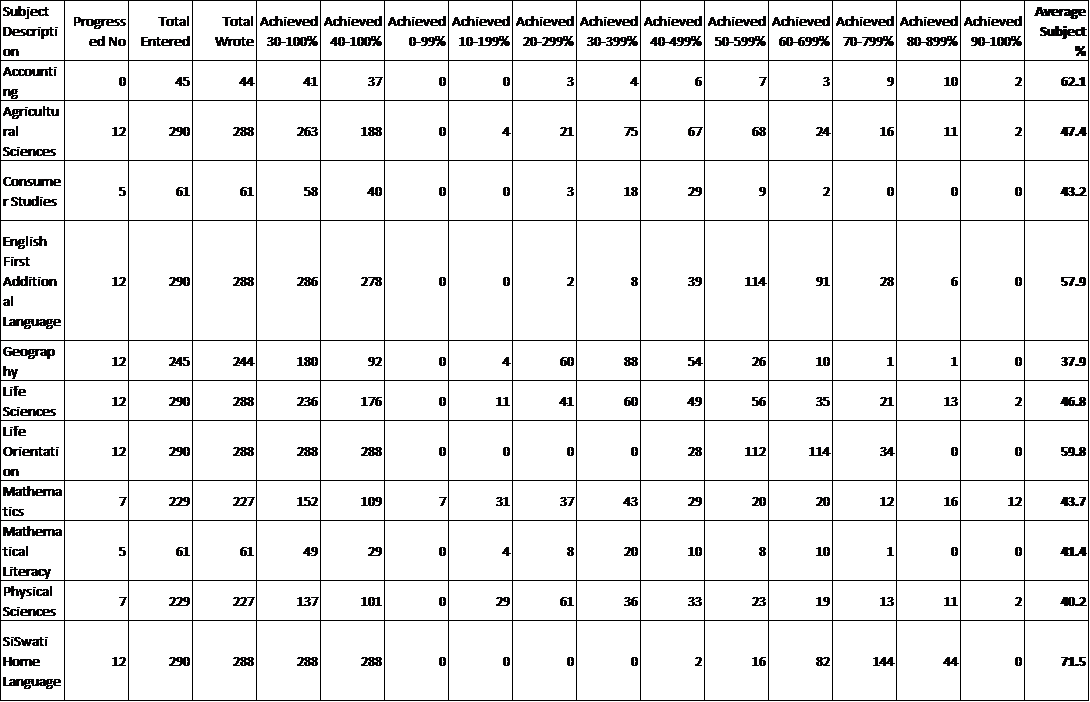 Subject Description Progressed No Total Entered Total Wrote Achieved 30-100% Achieved 40-100% Achieved 0-99% Achieved 10-199% Achieved 20-299% Achieved 30-399% Achieved 40-499% Achieved 50-599% Achieved 60-699% Achieved 70-799% Achieved 80-899% Achieved 90-100% Average Subject %
Accounting 0 45 44 41 37 0 0 3 4 6 7 3 9 10 2 62.1
Agricultural Sciences 12 290 288 263 188 0 4 21 75 67 68 24 16 11 2 47.4
Consumer Studies 5 61 61 58 40 0 0 3 18 29 9 2 0 0 0 43.2
English First Additional Language 12 290 288 286 278 0 0 2 8 39 114 91 28 6 0 57.9
Geography 12 245 244 180 92 0 4 60 88 54 26 10 1 1 0 37.9
Life Sciences 12 290 288 236 176 0 11 41 60 49 56 35 21 13 2 46.8
Life Orientation 12 290 288 288 288 0 0 0 0 28 112 114 34 0 0 59.8
Mathematics 7 229 227 152 109 7 31 37 43 29 20 20 12 16 12 43.7
Mathematical Literacy 5 61 61 49 29 0 4 8 20 10 8 10 1 0 0 41.4
Physical Sciences 7 229 227 137 101 0 29 61 36 33 23 19 13 11 2 40.2
SiSwati Home Language 12 290 288 288 288 0 0 0 0 2 16 82 144 44 0 71.5